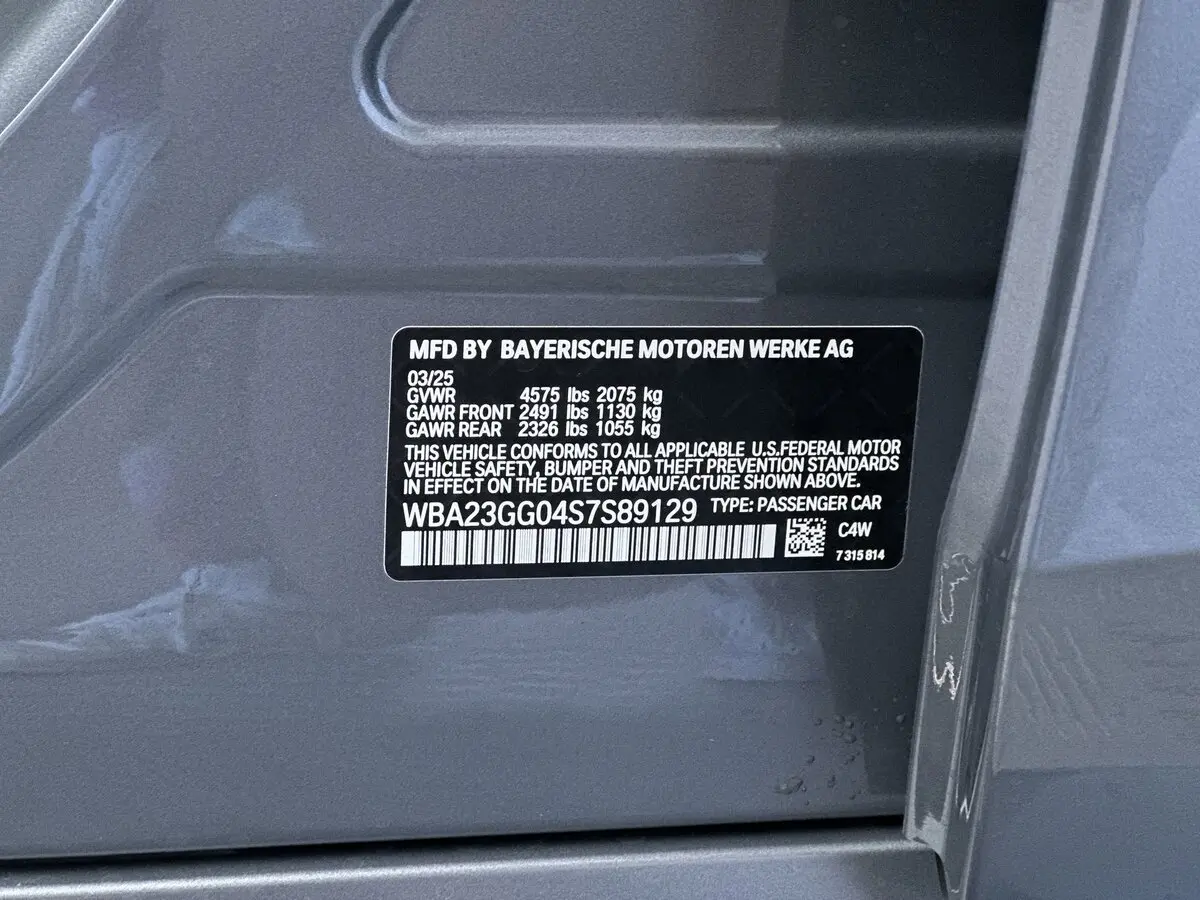 MFD BY BAYERISCHE MOTOREN WERKE AG
03/25
GVWR 4575 lbs 2075 kg
GAWR FRONT 2491 lbs 1130 kg
GAWR REAR 2326 lbs 1055 kg
THIS VEHICLE CONFORMS TO ALL APPLICABLE U.S.FEDERAL MOTOR
VEHICLE SAFETY, BUMPER AND THEFT PREVENTION STANDARDS
IN EFFECT ON THE DATE OF MANUFACTURE SHOWN ABOVE.
WBA23GG04S7S89129 TYPE: PASSENGER CAR
C4W
7 315 814